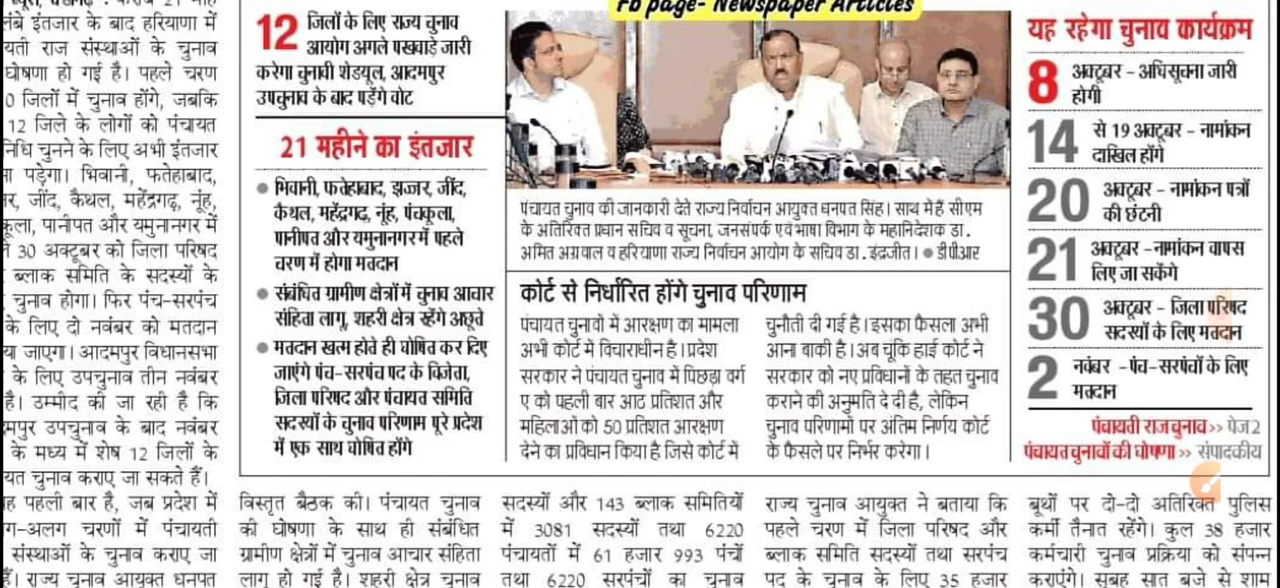 लंबे इंतजार के बाद हरियाणा में
यती राज संस्थाओं के चुनाव
घोषणा हो गई है। पहले चरण
0 जिलों में चुनाव होंगे, जबकि
12 जिले के लोगों को पंचायत
निधि चुनने के लिए अभी इंतजार
पड़ेगा। भिवानी, फतेहाबाद,
जींद, कैथल, महेंद्रगढ़, नूंह,
कूला, पानीपत और यमुनानगर में
30 अक्टूबर को जिला परिषद
ब्लाक समिति के सदस्यों के
चुनाव होगा। फिर पंच-सरपंच
के लिए दो नवंबर को मतदान
या जाएगा। आदमपुर विधानसभा
के लिए उपचुनाव तीन नवंबर
है। उम्मीद की जा रही है कि
मपुर उपचुनाव के बाद नवंबर
के मध्य में शेष 12 जिलों के
यत चुनाव कराए जा सकते हैं।
ह पहली बार है, जब प्रदेश में
ग-अलग चरणों में पंचायती
संस्थाओं के चुनाव कराए जा
हैं। राज्य चुनाव आयुक्त धनपत
12 जिलों के लिए राज्य चुनाव
आयोग अगले पखवाड़े जारी
करेगा चुनावी शेड्यूल, आदमपुर
उपचुनाव के बाद पड़ेंगे वोट
21 महीने का इंतजार
● भिवानी, फतेहाबाद, झज्जर, जींद,
कैथल, महेंद्रगढ़, नूंह, पंचकूला,
पानीपत और यमुनानगर में पहले
चरण में होगा मतदान
● संबंधित ग्रामीण क्षेत्रों में चुनाव आचार
संहिता लागू, शहरी क्षेत्र रहेंगे अछूते
● मतदान खत्म होते ही घोषित कर दिए
जाएंगे पंच-सरपंच पद के विजेता,
जिला परिषद और पंचायत समिति
सदस्यों के चुनाव परिणाम पूरे प्रदेश
में एक साथ घोषित होंगे
Fb page- Newspaper Articles
पंचायत चुनाव की जानकारी देते राज्य निर्वाचन आयुक्त धनपत सिंह। साथ में हैं सीएम
के अतिरिक्त प्रधान सचिव व सूचना, जनसंपर्क एवं भाषा विभाग के महानिदेशक डा.
अमित अग्रवाल व हरियाणा राज्य निर्वाचन आयोग के सचिव डा. इंद्रजीत। ● डीपीआर
कोर्ट से निर्धारित होंगे चुनाव परिणाम
पंचायत चुनावों में आरक्षण का मामला
अभी कोर्ट में विचाराधीन है। प्रदेश
सरकार ने पंचायत चुनाव में पिछड़ा वर्ग
ए को पहली बार आठ प्रतिशत और
महिलाओं को 50 प्रतिशत आरक्षण
देने का प्रविधान किया है जिसे कोर्ट में
चुनौती दी गई है। इसका फैसला अभी
आना बाकी है। अब चूंकि हाई कोर्ट ने
सरकार को नए प्रविधानों के तहत चुनाव
कराने की अनुमति दे दी है, लेकिन
चुनाव परिणामों पर अंतिम निर्णय कोर्ट
के फैसले पर निर्भर करेगा।
यह रहेगा चुनाव कार्यक्रम
8 अक्टूबर - अधिसूचना जारी
होगी
14 से 19 अक्टूबर - नामांकन
दाखिल होंगे
20 अक्टूबर - नामांकन पत्रों
की छंटनी
21 अक्टूबर -नामांकन वापस
लिए जा सकेंगे
30 अक्टूबर - जिला परिषद
सदस्यों के लिए मतदान
2 नवंबर -पंच-सरपंचों के लिए
मतदान
पंचायती राज चुनाव>> पेज 2
पंचायत चुनावों की घोषणा>> संपादकीय
विस्तृत बैठक की। पंचायत चुनाव
की घोषणा के साथ ही संबंधित
ग्रामीण क्षेत्रों में चुनाव आचार संहिता
लागू हो गई है। शहरी क्षेत्र चुनाव
सदस्यों और 143 ब्लाक समितियों
में 3081 सदस्यों तथा 6220
पंचायतों में 61 हजार 993 पंचों
तथा 6220 सरपंचों का चुनाव
राज्य चुनाव आयुक्त ने बताया कि
पहले चरण में जिला परिषद और
ब्लाक समिति सदस्यों तथा सरपंच
पद के चुनाव के लिए 35 हजार
बूथों पर दो-दो अतिरिक्त पुलिस
कर्मी तैनात रहेंगे। कुल 38 हजार
कर्मचारी चुनाव प्रक्रिया को संपन्न
कराएंगे। सुबह सात बजे से शाम